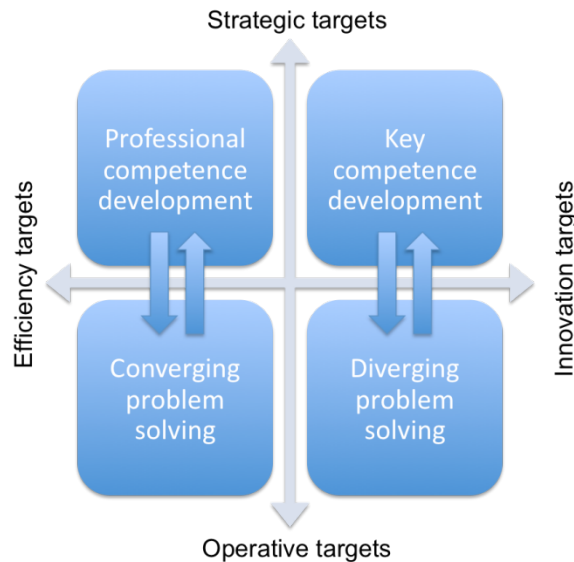 Strategic targets
Professional
competence
development
Key
competence
development
Efficiency targets
Innovation targets
Converging
problem
solving
Diverging
problem
solving
Operative targets